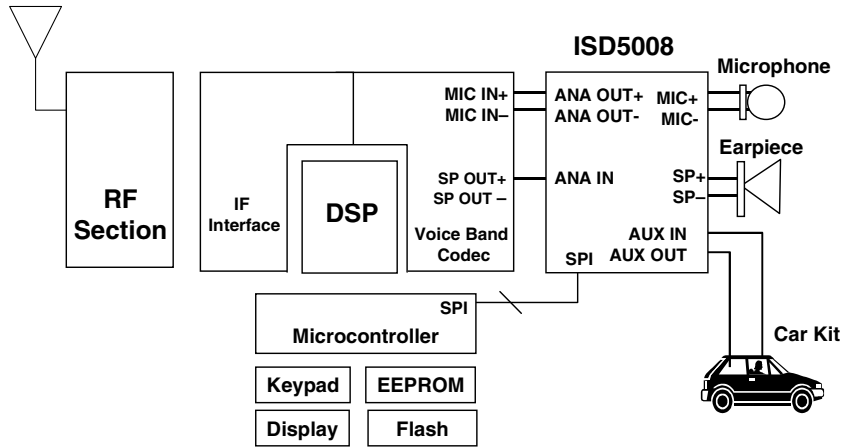 ISD5008
Microphone
MIC IN+
MIC IN–
ANA OUT+
ANA OUT-
MIC+
MIC-
Earpiece
RF
Section
IF
Interface
DSP
SP OUT+
SP OUT –
ANA IN
SP+
SP–
Voice Band
Codec
AUX IN
AUX OUT
SPI
SPI
Microcontroller
Car Kit
Keypad
EEPROM
Display
Flash